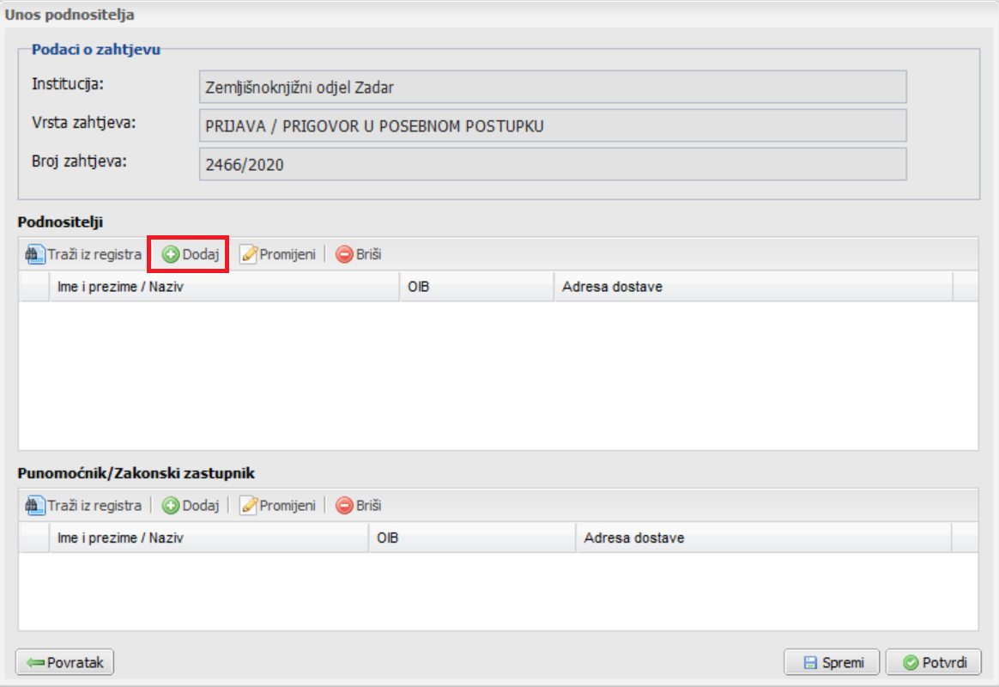 Unos podnositelja
Podaci o zahtjevu
Institucija: Zemljišnoknjižni odjel Zadar
Vrsta zahtjeva: PRIJAVA / PRIGOVOR U POSEBNOM POSTUPKU
Broj zahtjeva: 2466/2020
Podnositelji
Traži iz registra Dodaj Promijeni Briši
Ime i prezime / Naziv OIB Adresa dostave
Punomoćnik/Zakonski zastupnik
Traži iz registra Dodaj Promijeni Briši
Ime i prezime / Naziv OIB Adresa dostave
Povratak Spremi Potvrdi